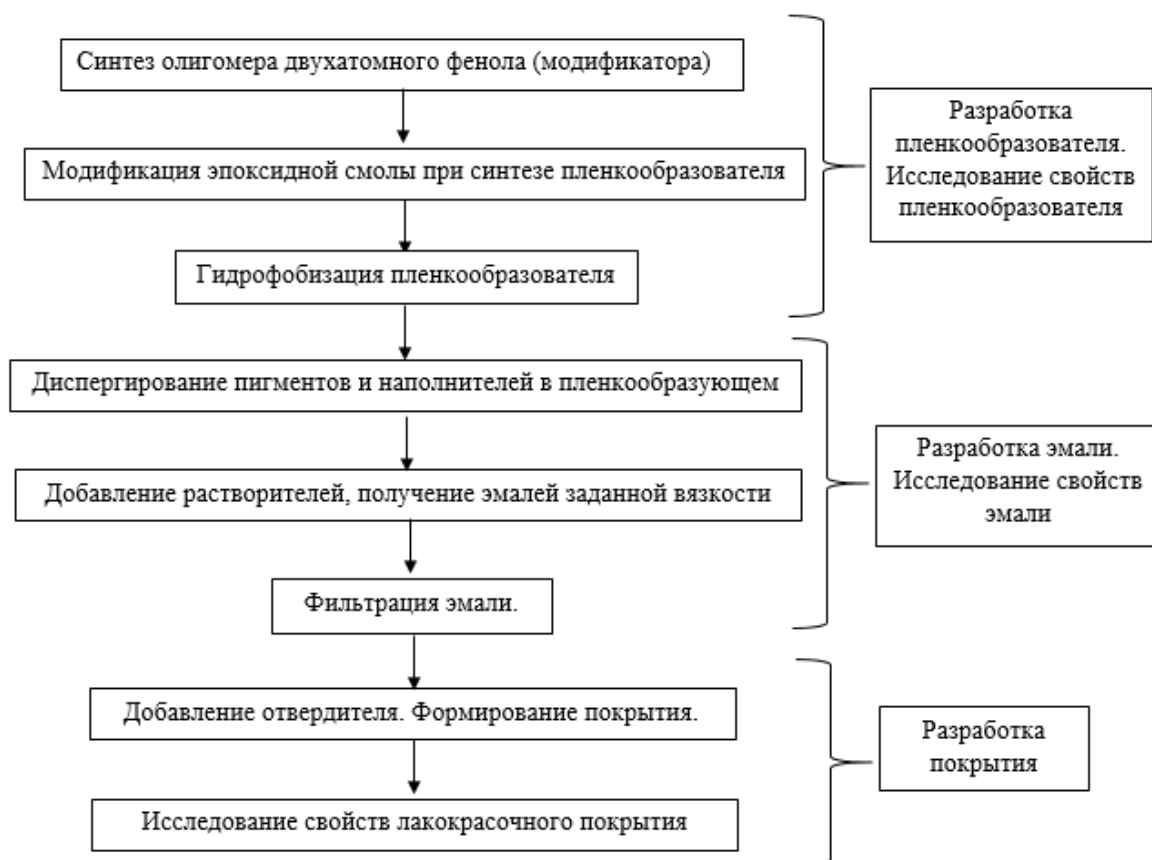 Синтез олигомера двухатомного фенола (модификатора)
Модификация эпоксидной смолы при синтезе пленкообразователя
Гидрофобизация пленкообразователя
Разработка
пленкообразователя.
Исследование свойств
пленкообразователя
Диспергирование пигментов и наполнителей в пленкообразующем
Добавление растворителей, получение эмалей заданной вязкости
Фильтрация эмали.
Разработка эмали.
Исследование свойств
эмали
Добавление отвердителя. Формирование покрытия.
Исследование свойств лакокрасочного покрытия
Разработка
покрытия